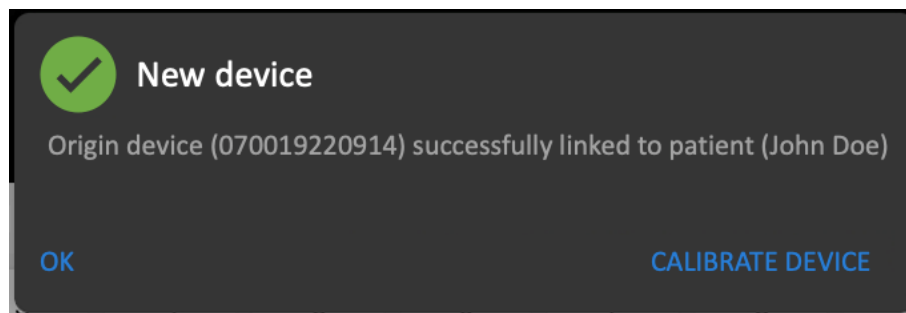 New device
Origin device (070019220914) successfully linked to patient (John Doe)
OK
CALIBRATE DEVICE